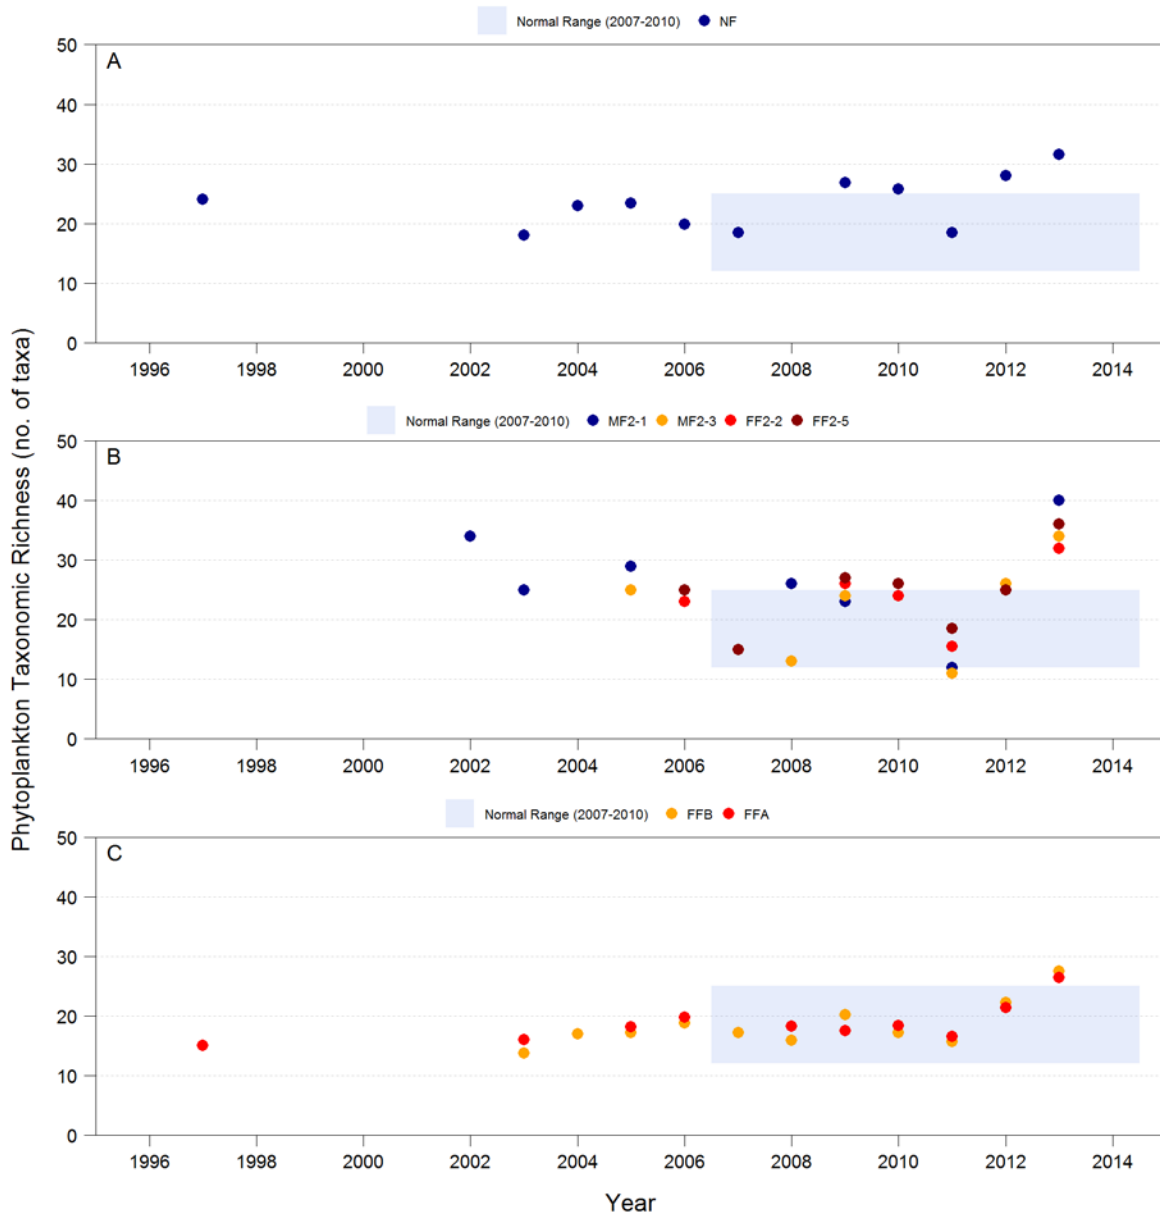 Normal Range (2007-2010) NF
A
50
40
30
20
10
0
1996 1998 2000 2002 2004 2006 2008 2010 2012 2014
Normal Range (2007-2010) MF2-1 MF2-3 FF2-2 FF2-5
B
50
40
30
20
10
0
1996 1998 2000 2002 2004 2006 2008 2010 2012 2014
Normal Range (2007-2010) FFB FFA
C
50
40
30
20
10
0
1996 1998 2000 2002 2004 2006 2008 2010 2012 2014
Phytoplankton Taxonomic Richness (no. of taxa)
Year